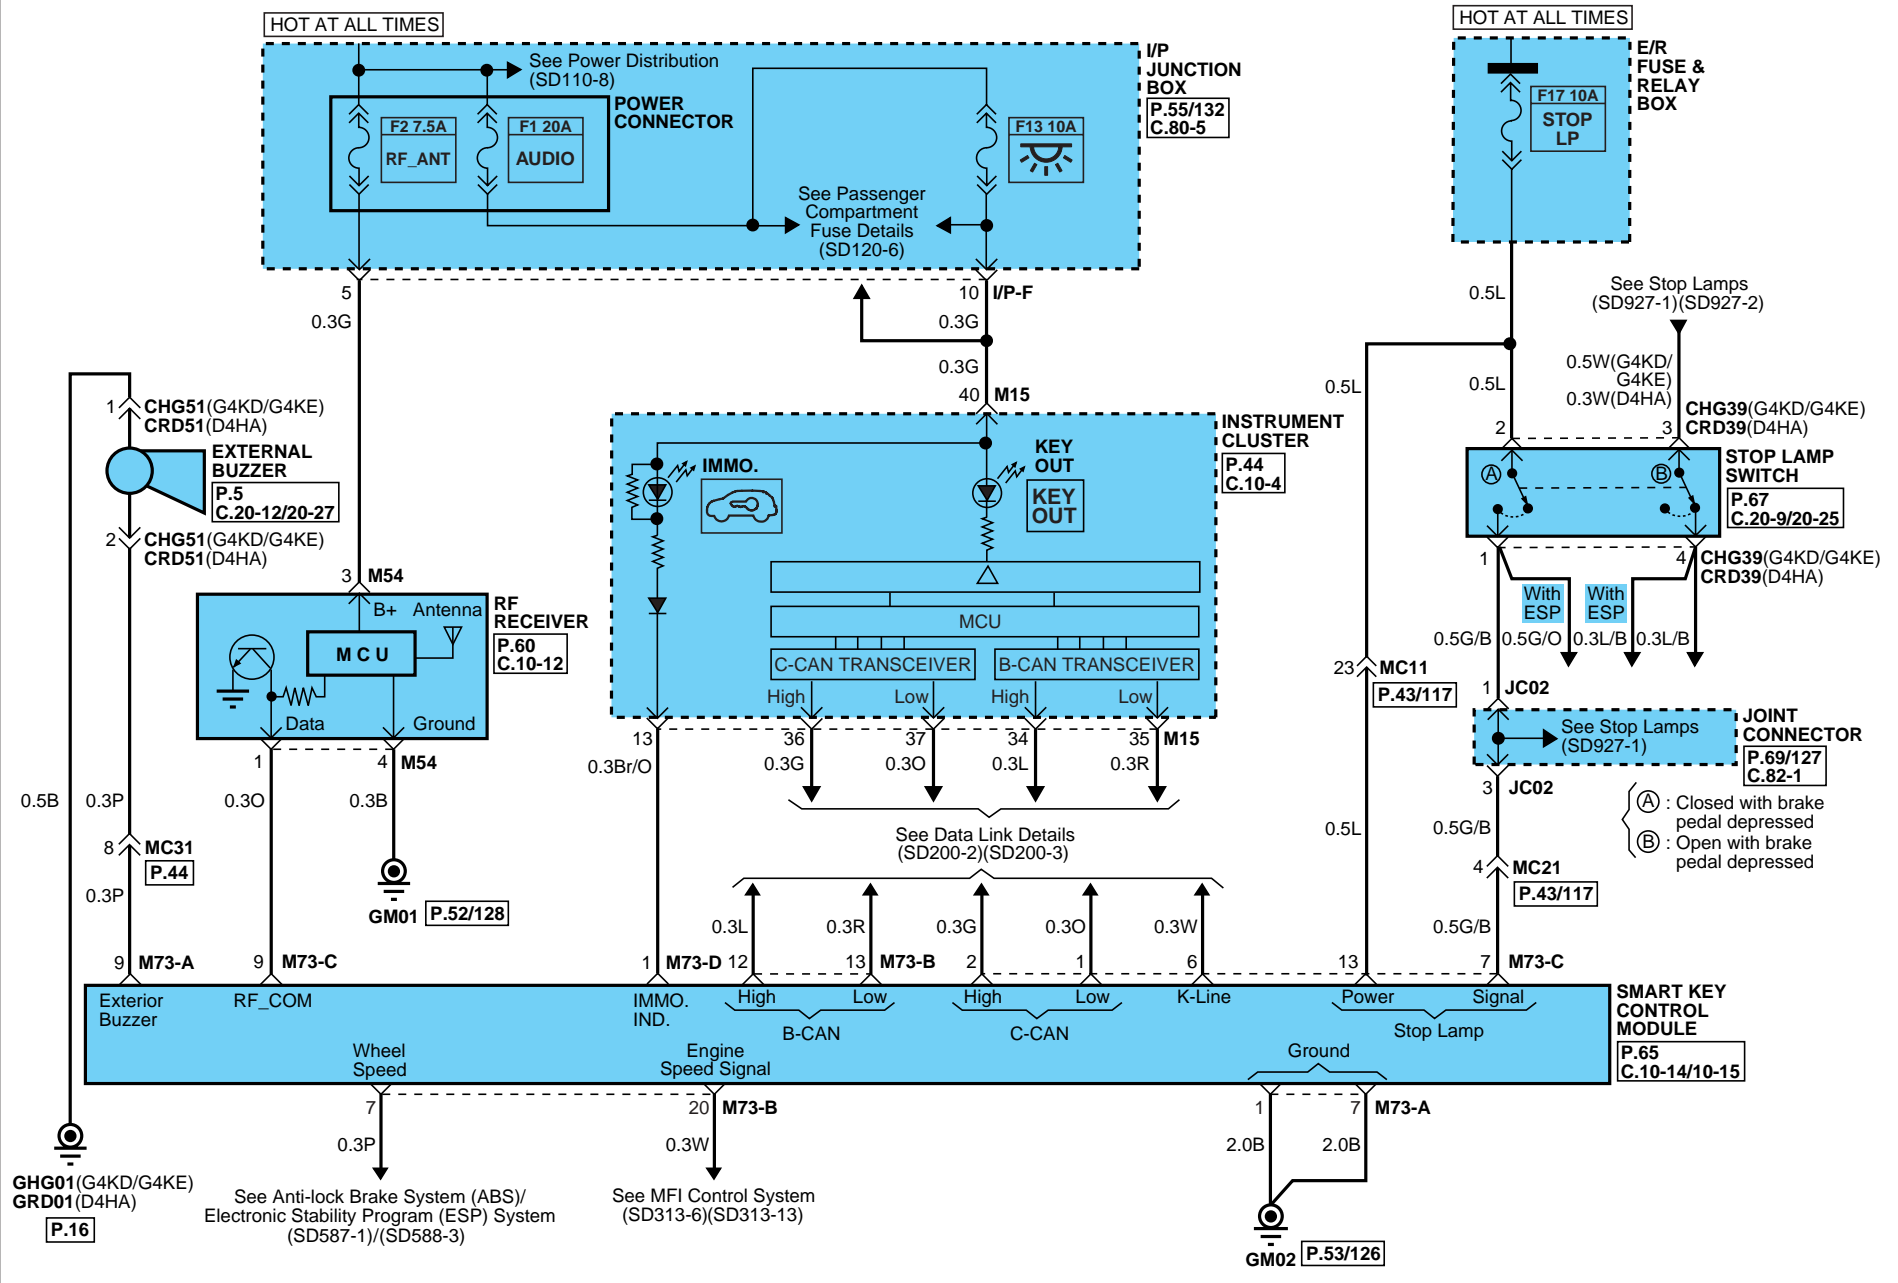 HOT AT ALL TIMES
HOT AT ALL TIMES
See Power Distribution
(SD110-8)
POWER
CONNECTOR
F2 7.5A
RF_ANT
F1 20A
AUDIO
F13 10A
See Passenger
Compartment
Fuse Details
(SD120-6)
I/P
JUNCTION
BOX
P.55/132
C.80-5
F17 10A
STOP
LP
E/R
FUSE &
RELAY
BOX
5
0.3G
10
I/P-F
0.3G
0.3G
40
M15
0.5L
See Stop Lamps
(SD927-1)(SD927-2)
0.5W(G4KD/
G4KE)
0.3W(D4HA)
0.5L
0.5L
2
3
CHG39(G4KD/G4KE)
CRD39(D4HA)
1
CHG51(G4KD/G4KE)
CRD51(D4HA)
EXTERNAL
BUZZER
P.5
C.20-12/20-27
2
CHG51(G4KD/G4KE)
CRD51(D4HA)
IMMO.
KEY
OUT
KEY
OUT
INSTRUMENT
CLUSTER
P.44
C.10-4
A
B
STOP LAMP
SWITCH
P.67
C.20-9/20-25
1
4
CHG39(G4KD/G4KE)
CRD39(D4HA)
With
ESP
With
ESP
0.5G/B
0.5G/O
0.3L/B
0.3L/B
3
M54
B+
Antenna
MCU
Data
Ground
RF
RECEIVER
P.60
C.10-12
MCU
C-CAN TRANSCEIVER
B-CAN TRANSCEIVER
High
Low
High
Low
23
MC11
P.43/117
1
JC02
See Stop Lamps
(SD927-1)
JOINT
CONNECTOR
P.69/127
C.82-1
3
JC02
1
4
M54
13
36
37
34
35
M15
0.3Br/O
0.3G
0.3O
0.3L
0.3R
0.5B
0.3P
0.3O
0.3B
See Data Link Details
(SD200-2)(SD200-3)
0.5L
0.5G/B
A : Closed with brake
pedal depressed
B : Open with brake
pedal depressed
8
MC31
P.44
0.3P
GM01
P.52/128
4
MC21
P.43/117
0.3L
0.3R
0.3G
0.3O
0.3W
0.5G/B
9
M73-A
9
M73-C
1
M73-D
12
13
M73-B
2
1
6
13
7
M73-C
Exterior
Buzzer
RF_COM
IMMO.
IND.
High
Low
B-CAN
High
Low
C-CAN
K-Line
Power
Signal
Stop Lamp
SMART KEY
CONTROL
MODULE
P.65
C.10-14/10-15
Wheel
Speed
Engine
Speed Signal
Ground
7
20
M73-B
1
7
M73-A
0.3P
0.3W
2.0B
2.0B
GHG01(G4KD/G4KE)
GRD01(D4HA)
P.16
See Anti-lock Brake System (ABS)/
Electronic Stability Program (ESP) System
(SD587-1)/(SD588-3)
See MFI Control System
(SD313-6)(SD313-13)
GM02
P.53/126